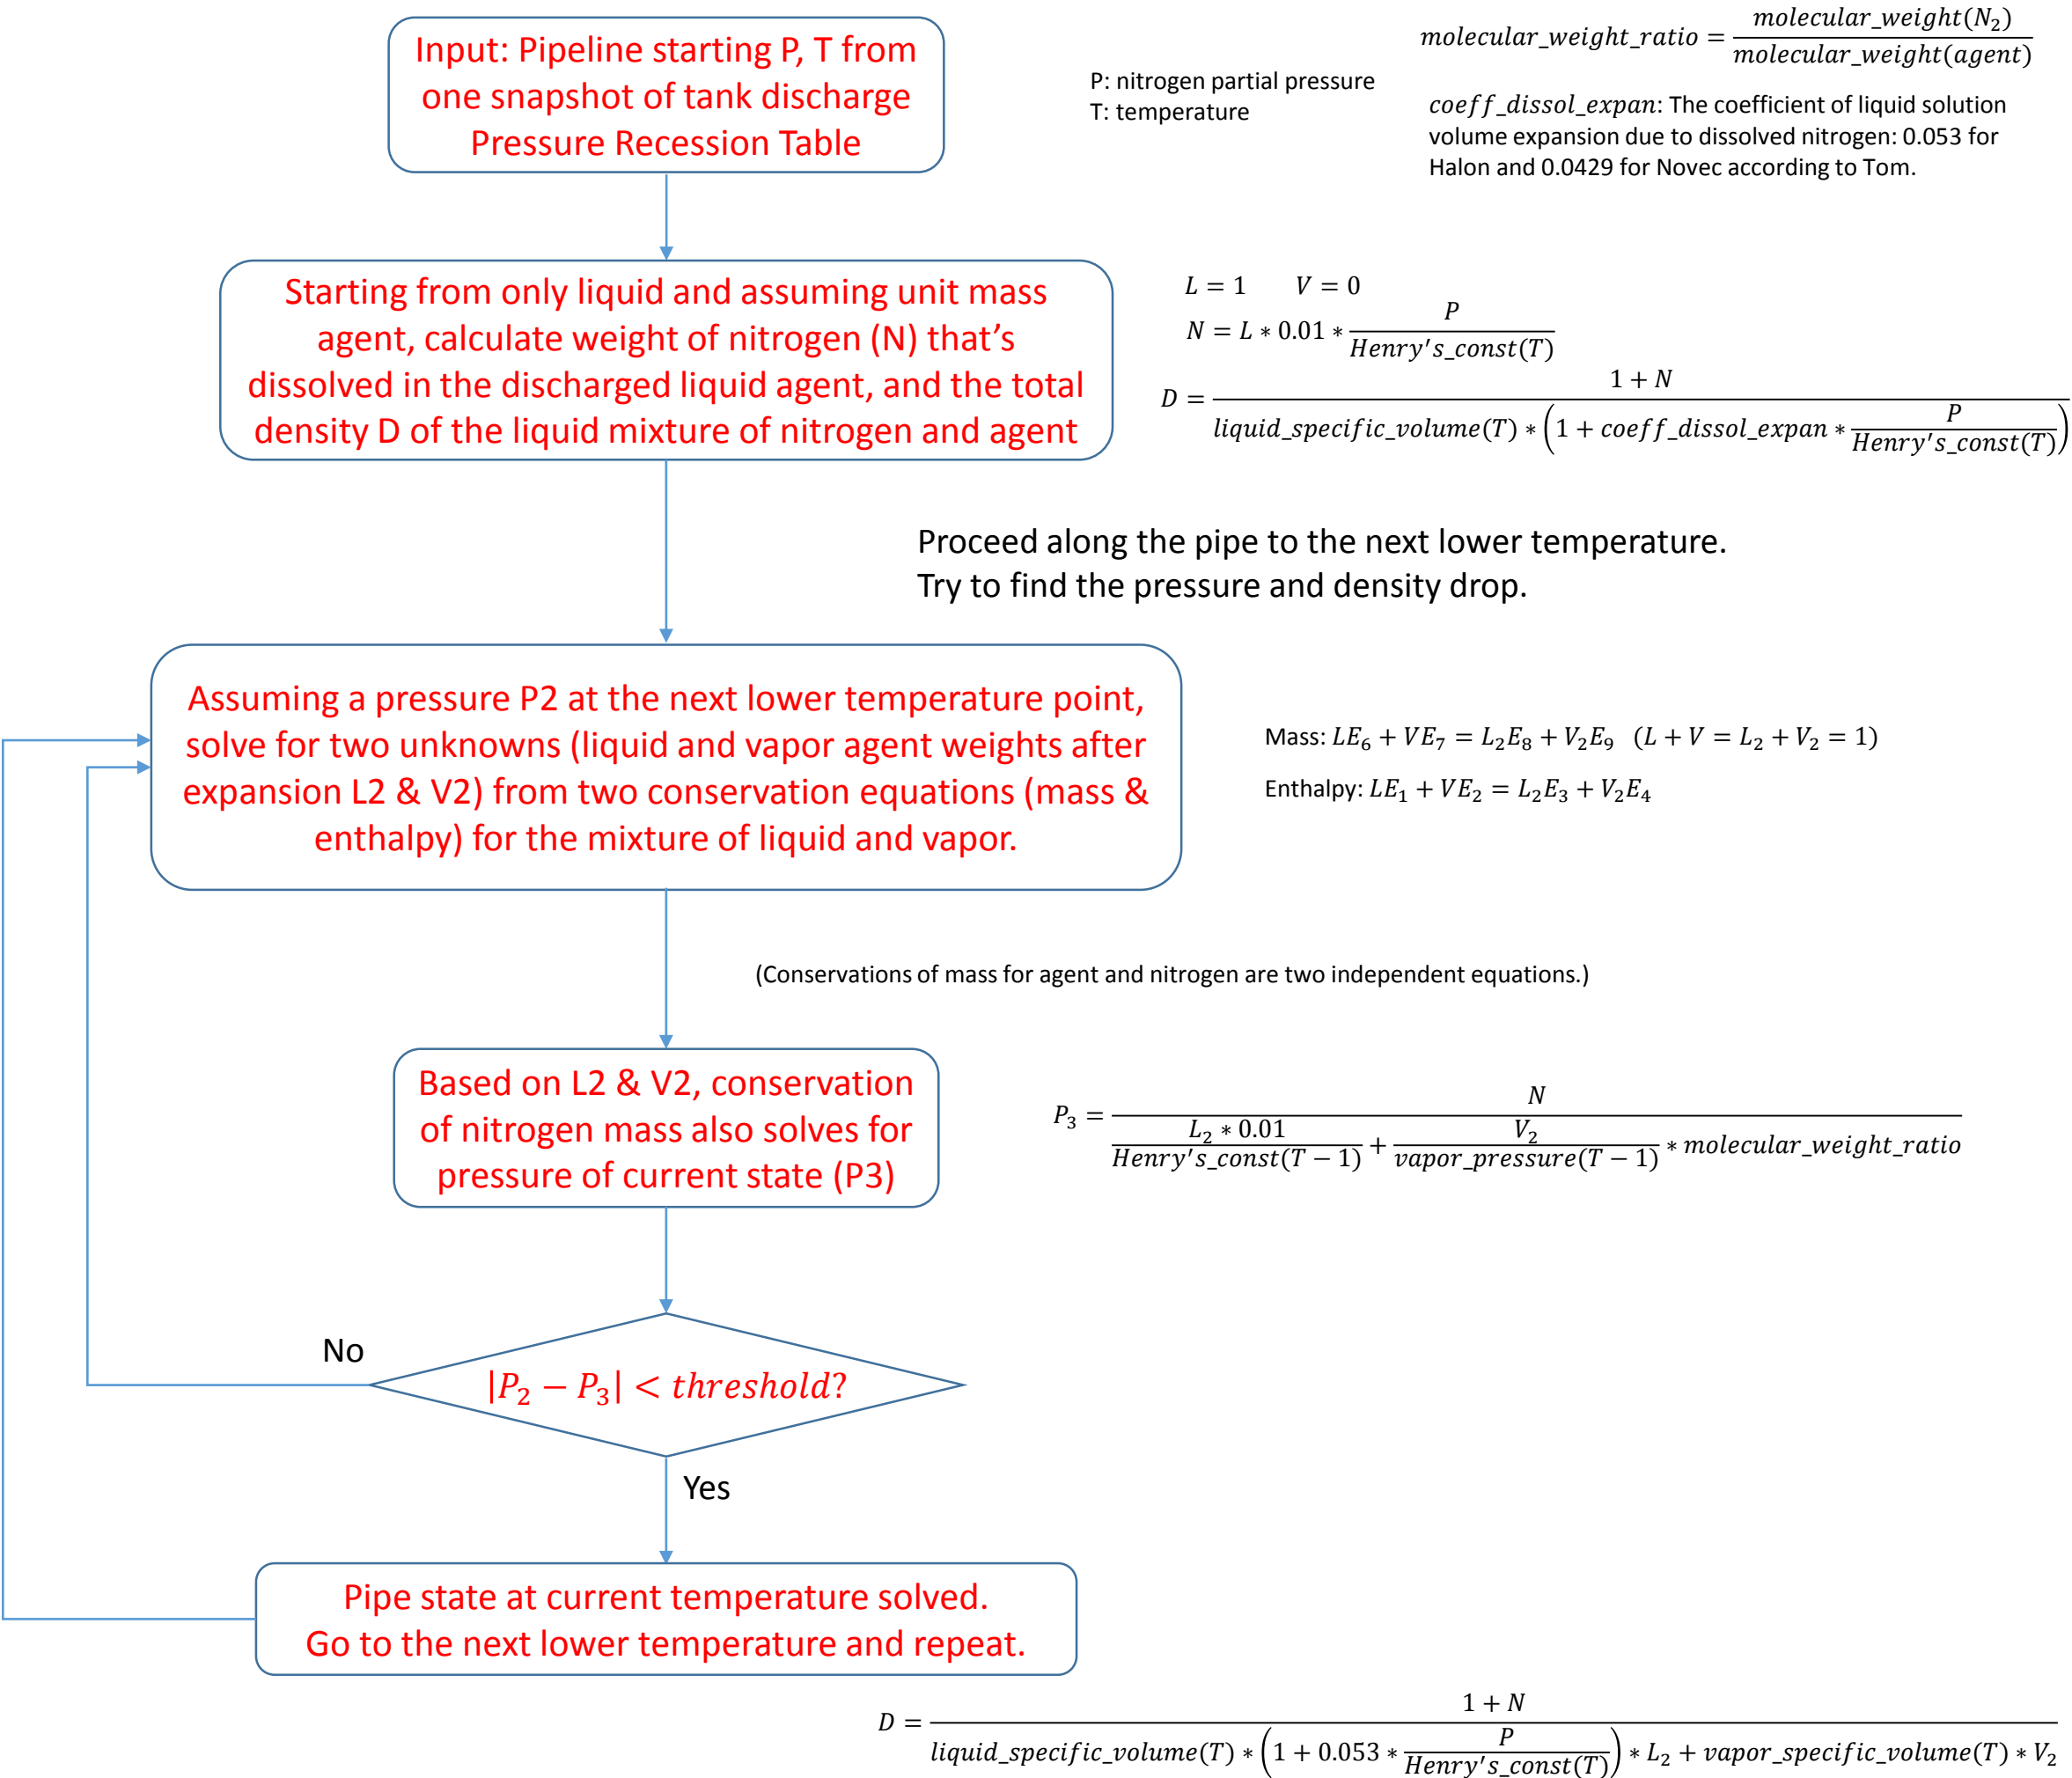 Input: Pipeline starting P, T from
one snapshot of tank discharge
Pressure Recession Table
P: nitrogen partial pressure
T: temperature
molecular_weight_ratio = molecular_weight(N₂) / molecular_weight(agent)
coeff_dissol_expan: The coefficient of liquid solution
volume expansion due to dissolved nitrogen: 0.053 for
Halon and 0.0429 for Novec according to Tom.
Starting from only liquid and assuming unit mass
agent, calculate weight of nitrogen (N) that’s
dissolved in the discharged liquid agent, and the total
density D of the liquid mixture of nitrogen and agent
L = 1 V = 0
N = L * 0.01 * P / Henry's_const(T)
D = (1 + N) / (liquid_specific_volume(T) * (1 + coeff_dissol_expan * P / Henry's_const(T)))
Proceed along the pipe to the next lower temperature.
Try to find the pressure and density drop.
Assuming a pressure P2 at the next lower temperature point,
solve for two unknowns (liquid and vapor agent weights after
expansion L2 & V2) from two conservation equations (mass &
enthalpy) for the mixture of liquid and vapor.
Mass: LE₆ + VE₇ = L₂E₈ + V₂E₉ (L + V = L₂ + V₂ = 1)
Enthalpy: LE₁ + VE₂ = L₂E₃ + V₂E₄
(Conservations of mass for agent and nitrogen are two independent equations.)
Based on L2 & V2, conservation
of nitrogen mass also solves for
pressure of current state (P3)
P₃ = N / (L₂ * 0.01 / Henry's_const(T − 1) + V₂ / vapor_pressure(T − 1) * molecular_weight_ratio)
No
|P₂ − P₃| < threshold?
Yes
Pipe state at current temperature solved.
Go to the next lower temperature and repeat.
D = (1 + N) / (liquid_specific_volume(T) * (1 + 0.053 * P / Henry's_const(T)) * L₂ + vapor_specific_volume(T) * V₂)